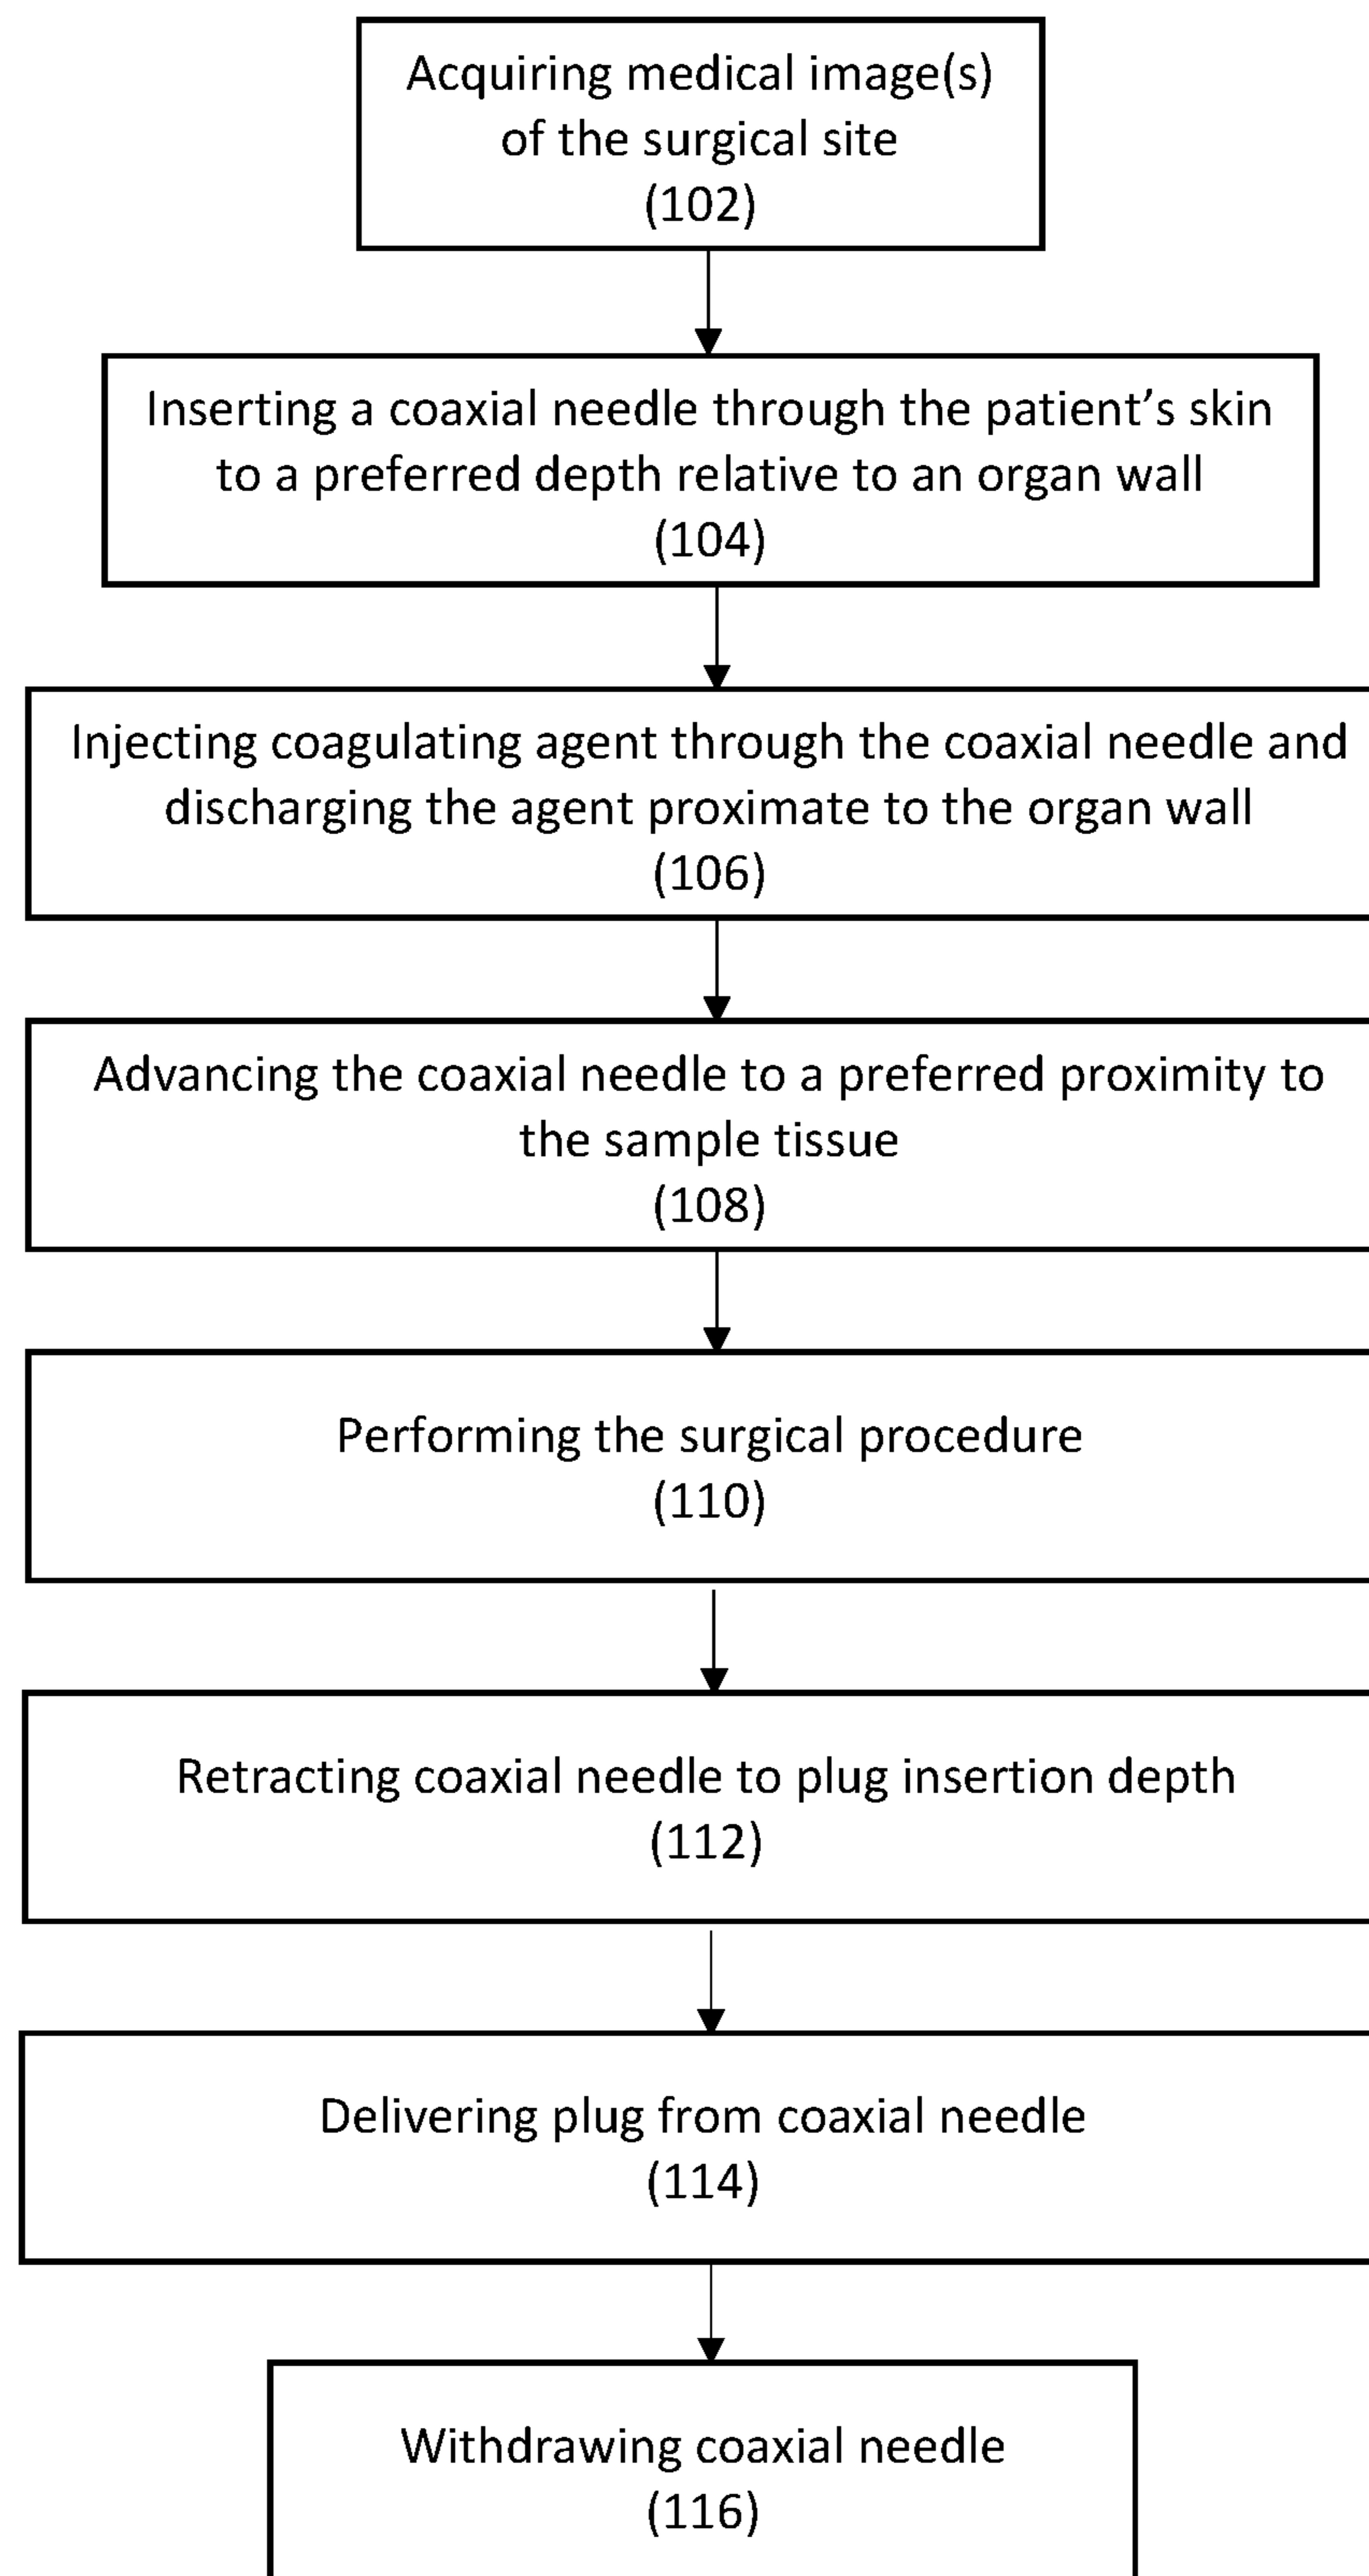 Acquiring medical image(s)
of the surgical site
(102)
Inserting a coaxial needle through the patient’s skin
to a preferred depth relative to an organ wall
(104)
Injecting coagulating agent through the coaxial needle and
discharging the agent proximate to the organ wall
(106)
Advancing the coaxial needle to a preferred proximity to
the sample tissue
(108)
Performing the surgical procedure
(110)
Retracting coaxial needle to plug insertion depth
(112)
Delivering plug from coaxial needle
(114)
Withdrawing coaxial needle
(116)